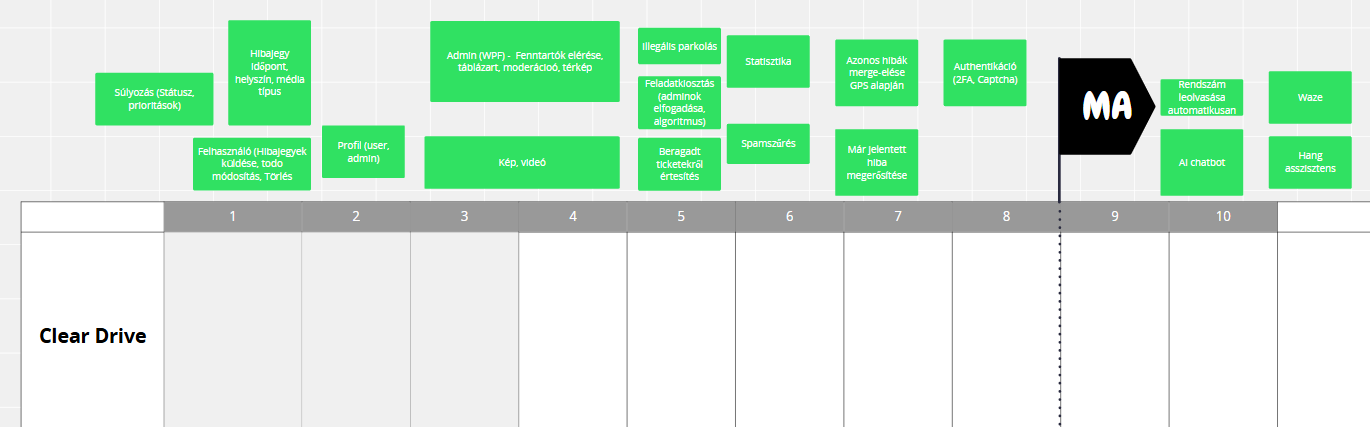 Súlyozás (Státusz,
prioritások)
Hibajegy
időpont,
helyszín, média
típus
Felhasználó (Hibajegyek
küldése, todo
módosítás, Törlés
Profil (user,
admin)
Admin (WPF) - Fenntartók elérése,
táblázart, moderációó, térkép
Kép, videó
Illegális parkolás
Feladatkiosztás
(adminok
elfogadása,
algoritmus)
Beragadt
ticketekről
értesítés
Statisztika
Spamszűrés
Azonos hibák
merge-elése
GPS alapján
Már jelentett
hiba
megerősítése
Authentikáció
(2FA, Captcha)
MA
Rendszám
leolvasása
automatikusan
AI chatbot
Waze
Hang
asszisztens
1 2 3 4 5 6 7 8 9 10
Clear Drive